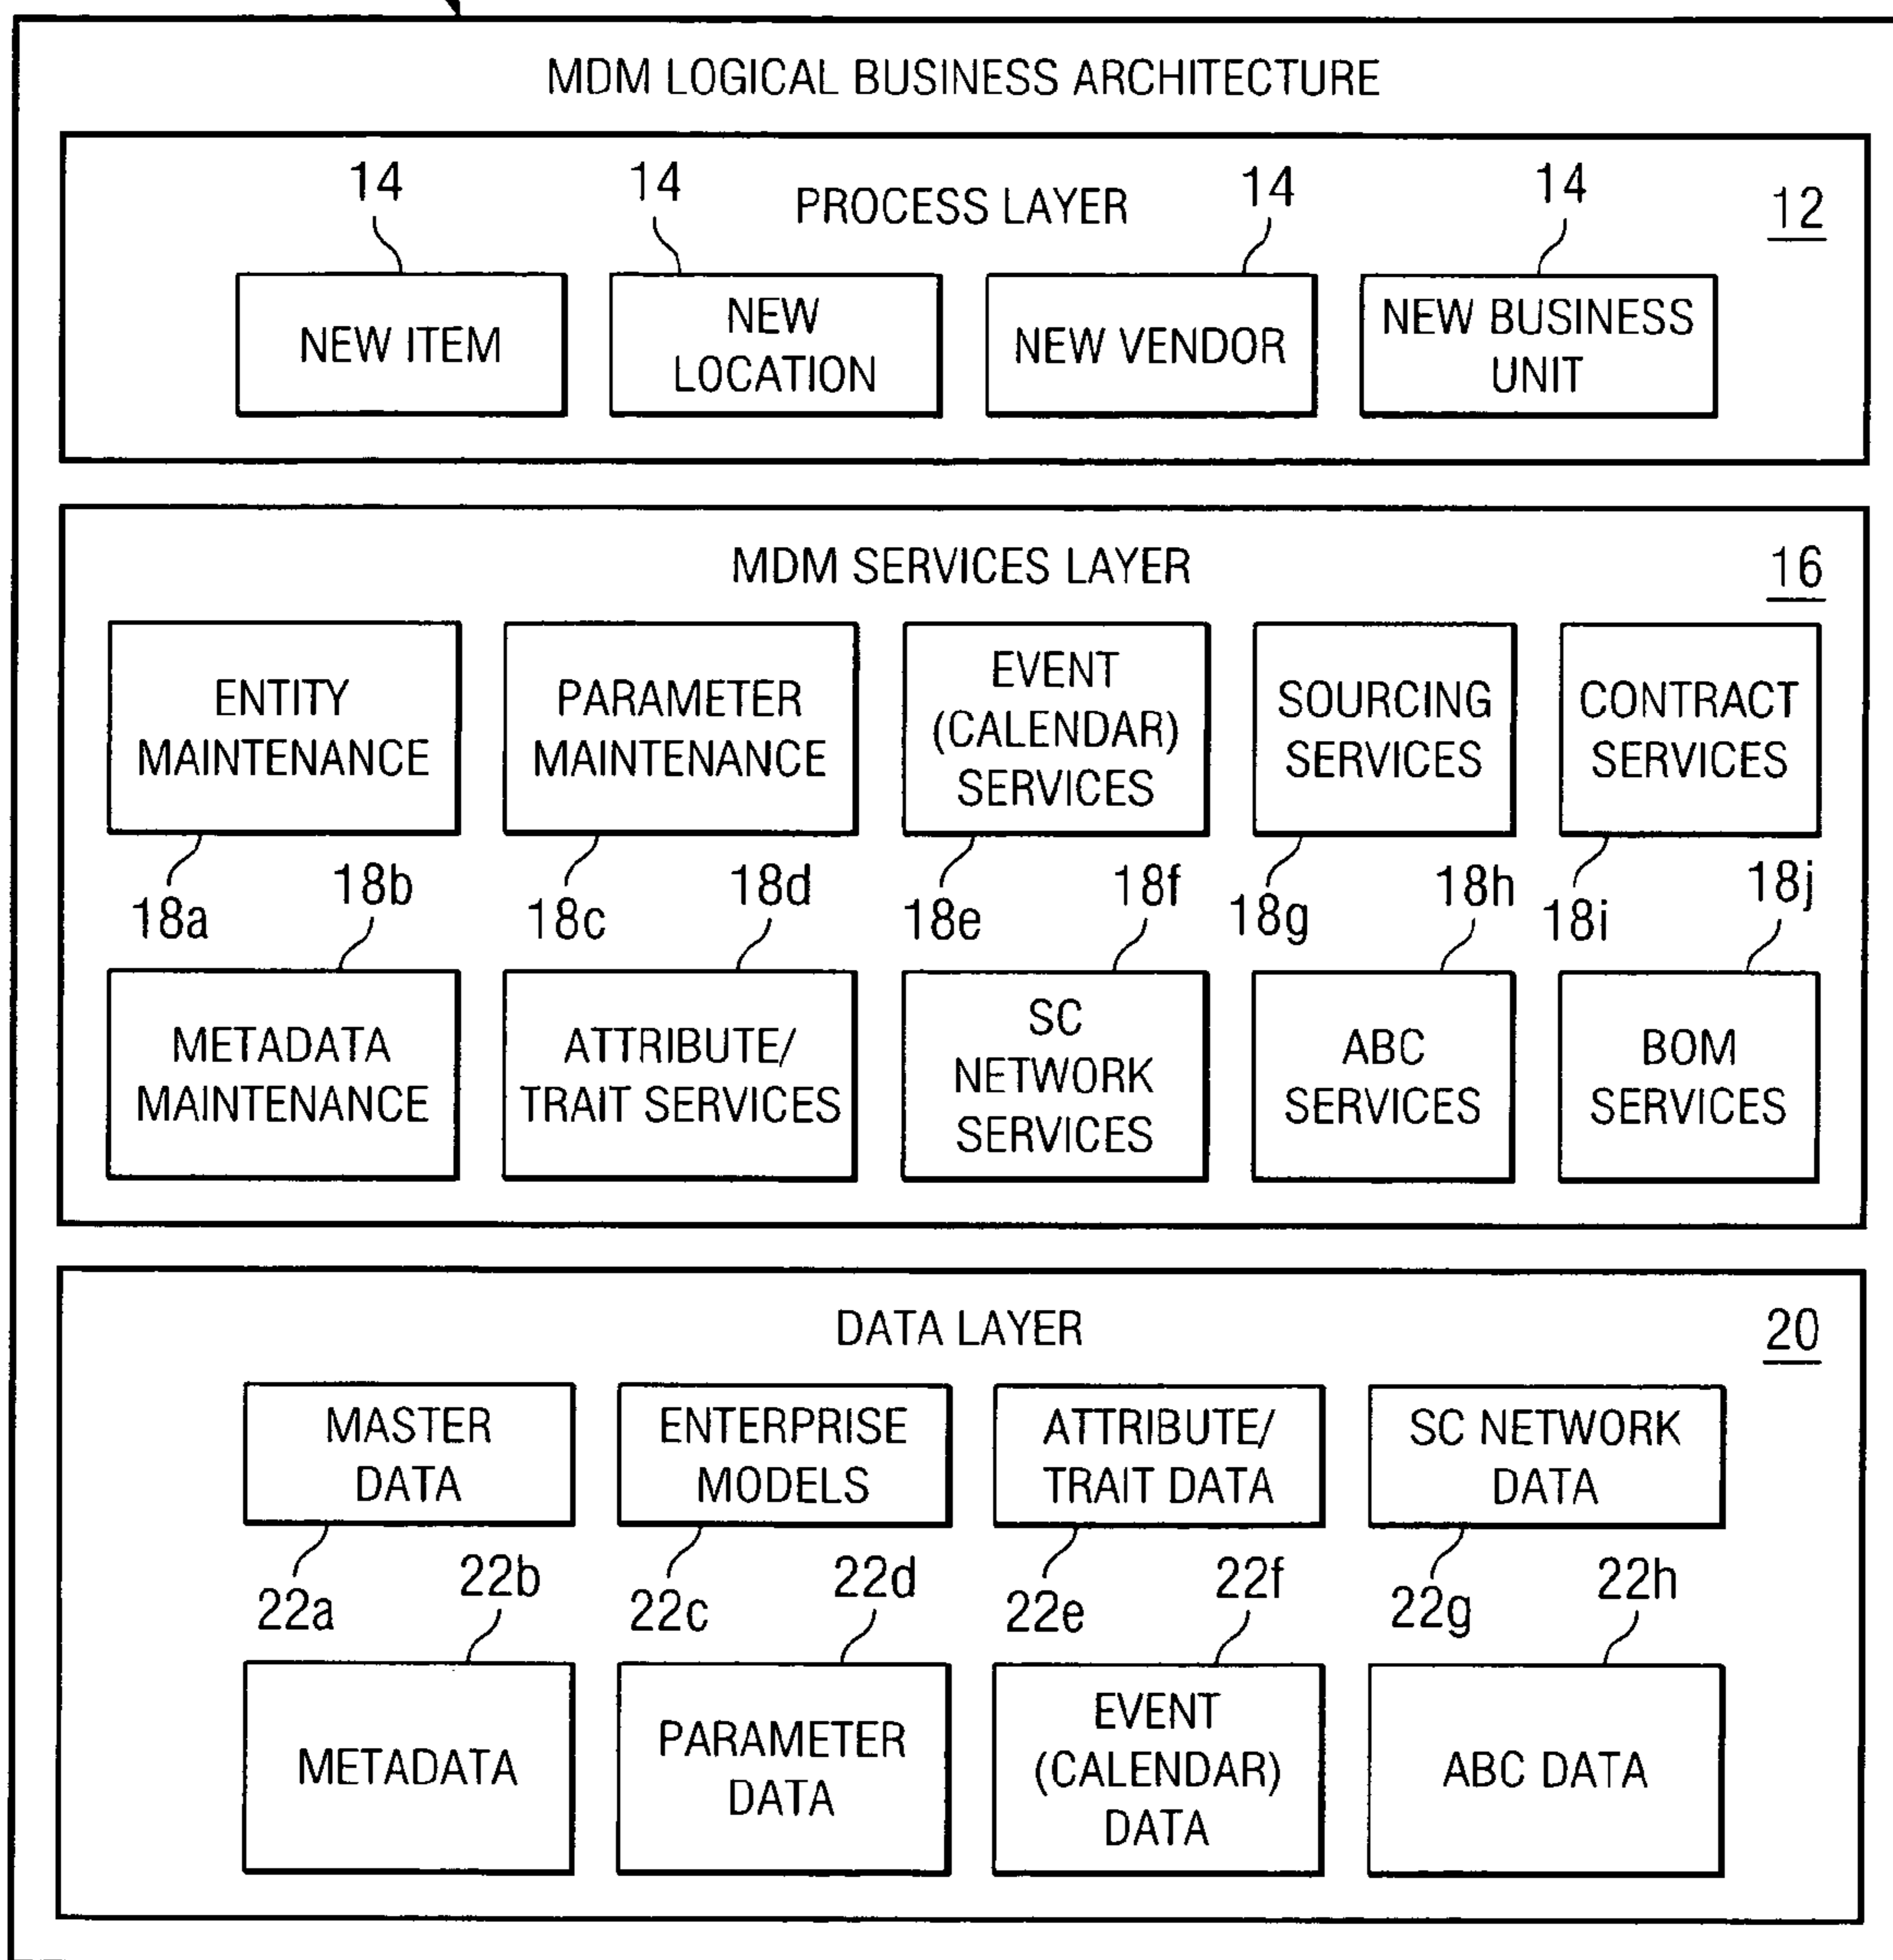 MDM LOGICAL BUSINESS ARCHITECTURE
14
14
PROCESS LAYER
14
14
12
NEW ITEM
NEW
LOCATION
NEW VENDOR
NEW BUSINESS
UNIT
MDM SERVICES LAYER
16
ENTITY
MAINTENANCE
PARAMETER
MAINTENANCE
EVENT
(CALENDAR)
SERVICES
SOURCING
SERVICES
CONTRACT
SERVICES
18a
18b
18c
18d
18e
18f
18g
18h
18i
18j
METADATA
MAINTENANCE
ATTRIBUTE/
TRAIT SERVICES
SC
NETWORK
SERVICES
ABC
SERVICES
BOM
SERVICES
DATA LAYER
20
MASTER
DATA
ENTERPRISE
MODELS
ATTRIBUTE/
TRAIT DATA
SC NETWORK
DATA
22a
22b
22c
22d
22e
22f
22g
22h
METADATA
PARAMETER
DATA
EVENT
(CALENDAR)
DATA
ABC DATA